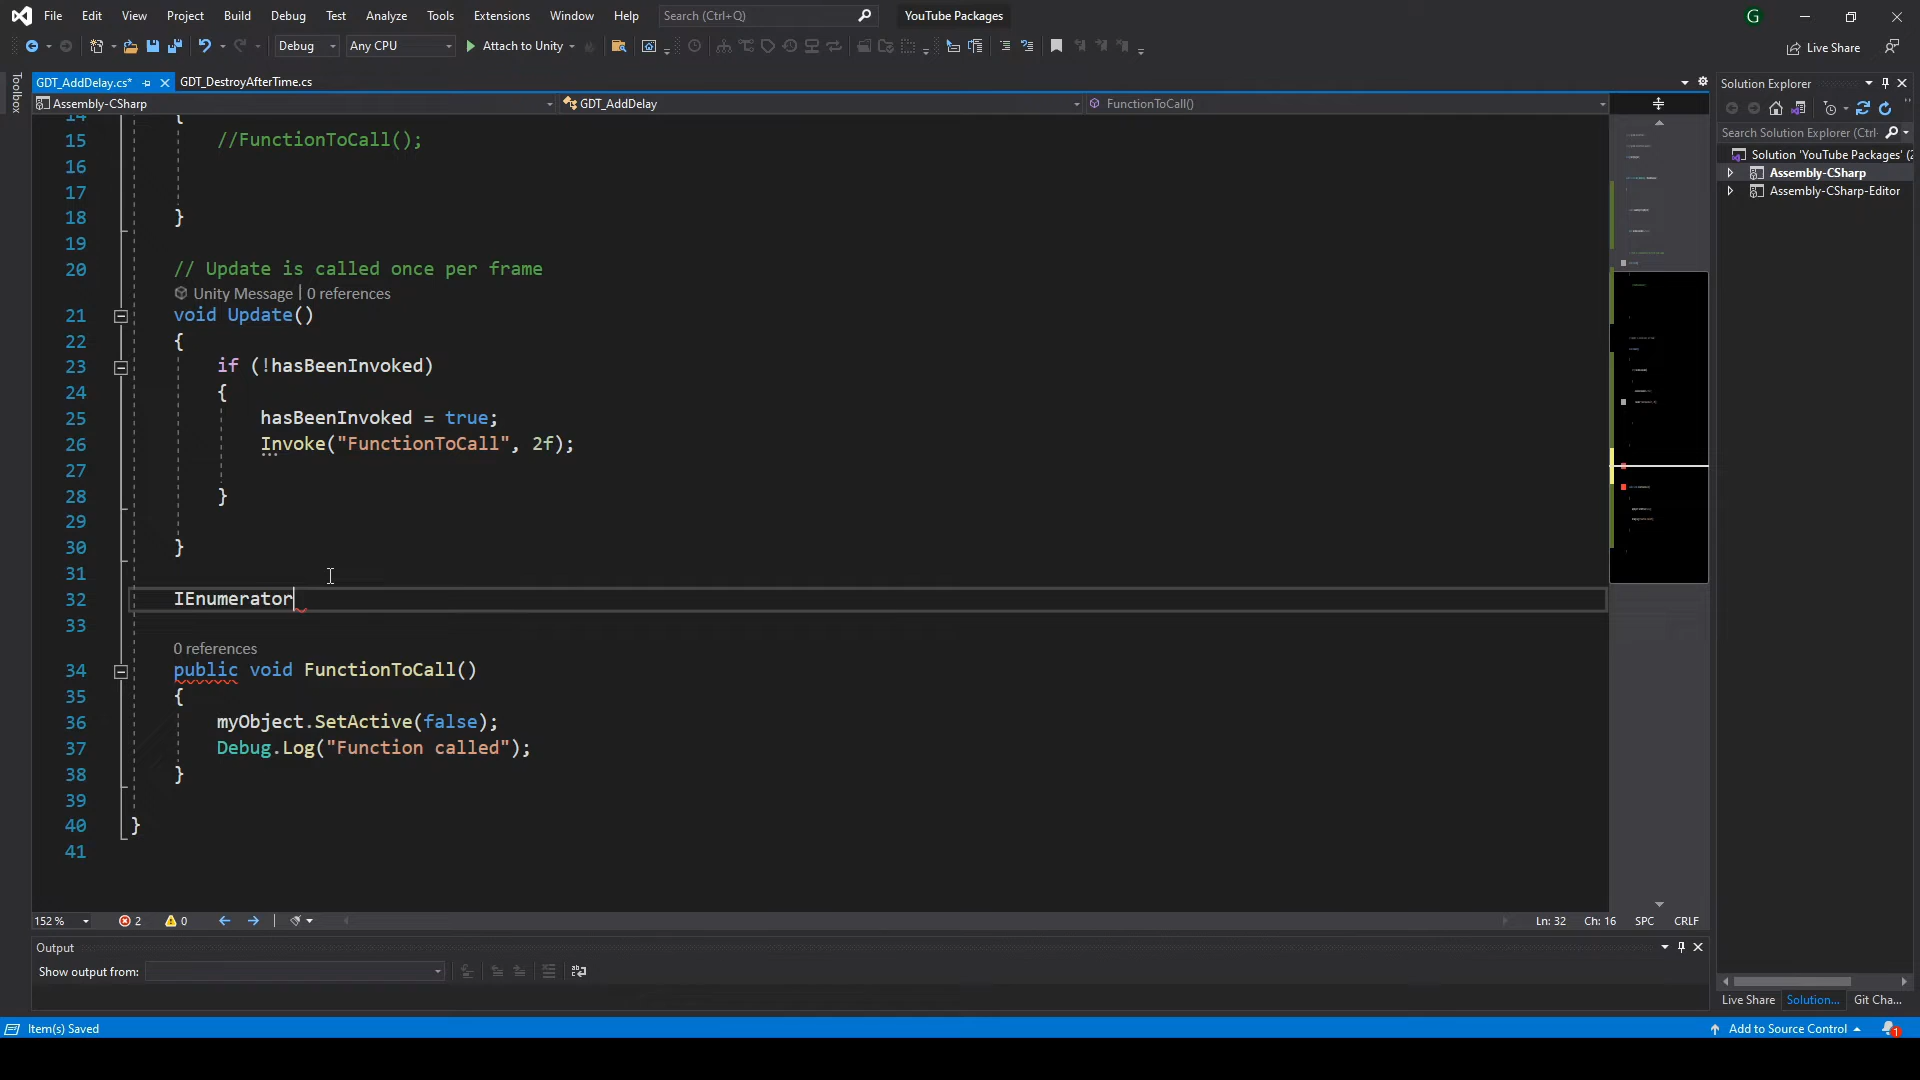 File Edit View Project Build Debug Test Analyze Tools Extensions Window Help Search (Ctrl+Q) YouTube Packages G
Debug Any CPU Attach to Unity Live Share
Toolbox
GDT_AddDelay.cs* GDT_DestroyAfterTime.cs
Assembly-CSharp GDT_AddDelay FunctionToCall()
14 {
15 //FunctionToCall();
16
17
18 }
19
20 // Update is called once per frame
Unity Message | 0 references
21 void Update()
22 {
23 if (!hasBeenInvoked)
24 {
25 hasBeenInvoked = true;
26 Invoke("FunctionToCall", 2f);
27
28 }
29
30 }
31
32 IEnumerator
33
0 references
34 public void FunctionToCall()
35 {
36 myObject.SetActive(false);
37 Debug.Log("Function called");
38 }
39
40 }
41
152 % 2 0 Ln: 32 Ch: 16 SPC CRLF
Output
Show output from:
Solution Explorer
Search Solution Explorer (Ctrl
Solution 'YouTube Packages' (2
Assembly-CSharp
Assembly-CSharp-Editor
Live Share Solution... Git Cha...
Item(s) Saved Add to Source Control 1